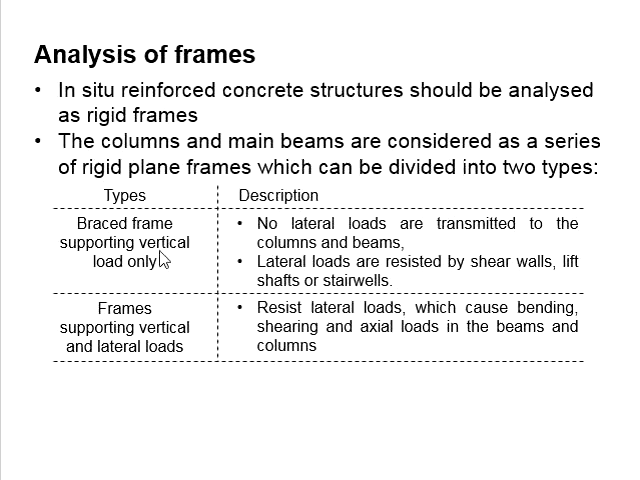 Analysis of frames
• In situ reinforced concrete structures should be analysed
as rigid frames
• The columns and main beams are considered as a series
of rigid plane frames which can be divided into two types:
Types Description
Braced frame
supporting vertical
load only
• No lateral loads are transmitted to the
columns and beams,
• Lateral loads are resisted by shear walls, lift
shafts or stairwells.
Frames
supporting vertical
and lateral loads
• Resist lateral loads, which cause bending,
shearing and axial loads in the beams and
columns